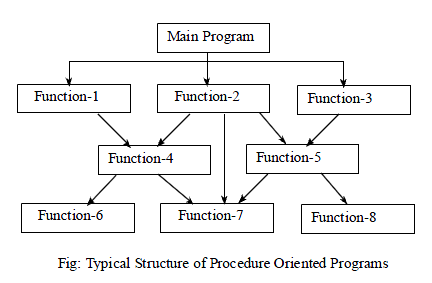 Main Program
Function-1
Function-2
Function-3
Function-4
Function-5
Function-6
Function-7
Function-8
Fig: Typical Structure of Procedure Oriented Programs